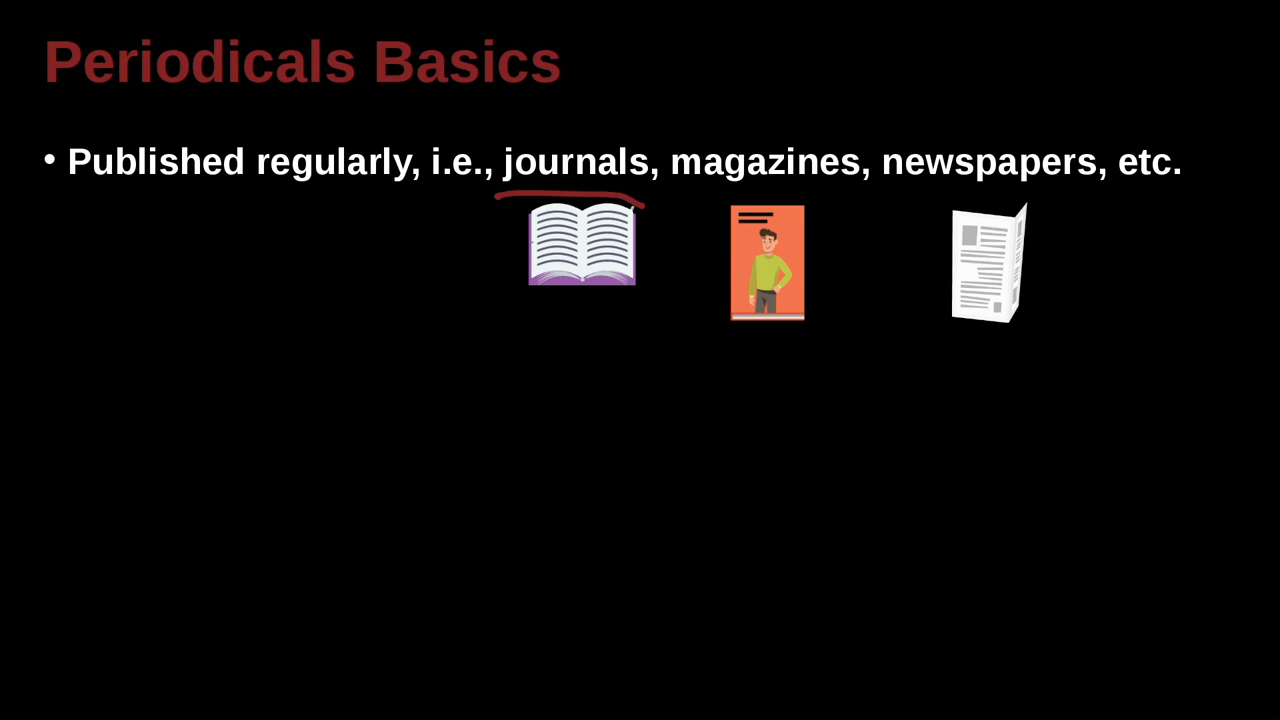 Periodicals Basics
• Published regularly, i.e., journals, magazines, newspapers, etc.